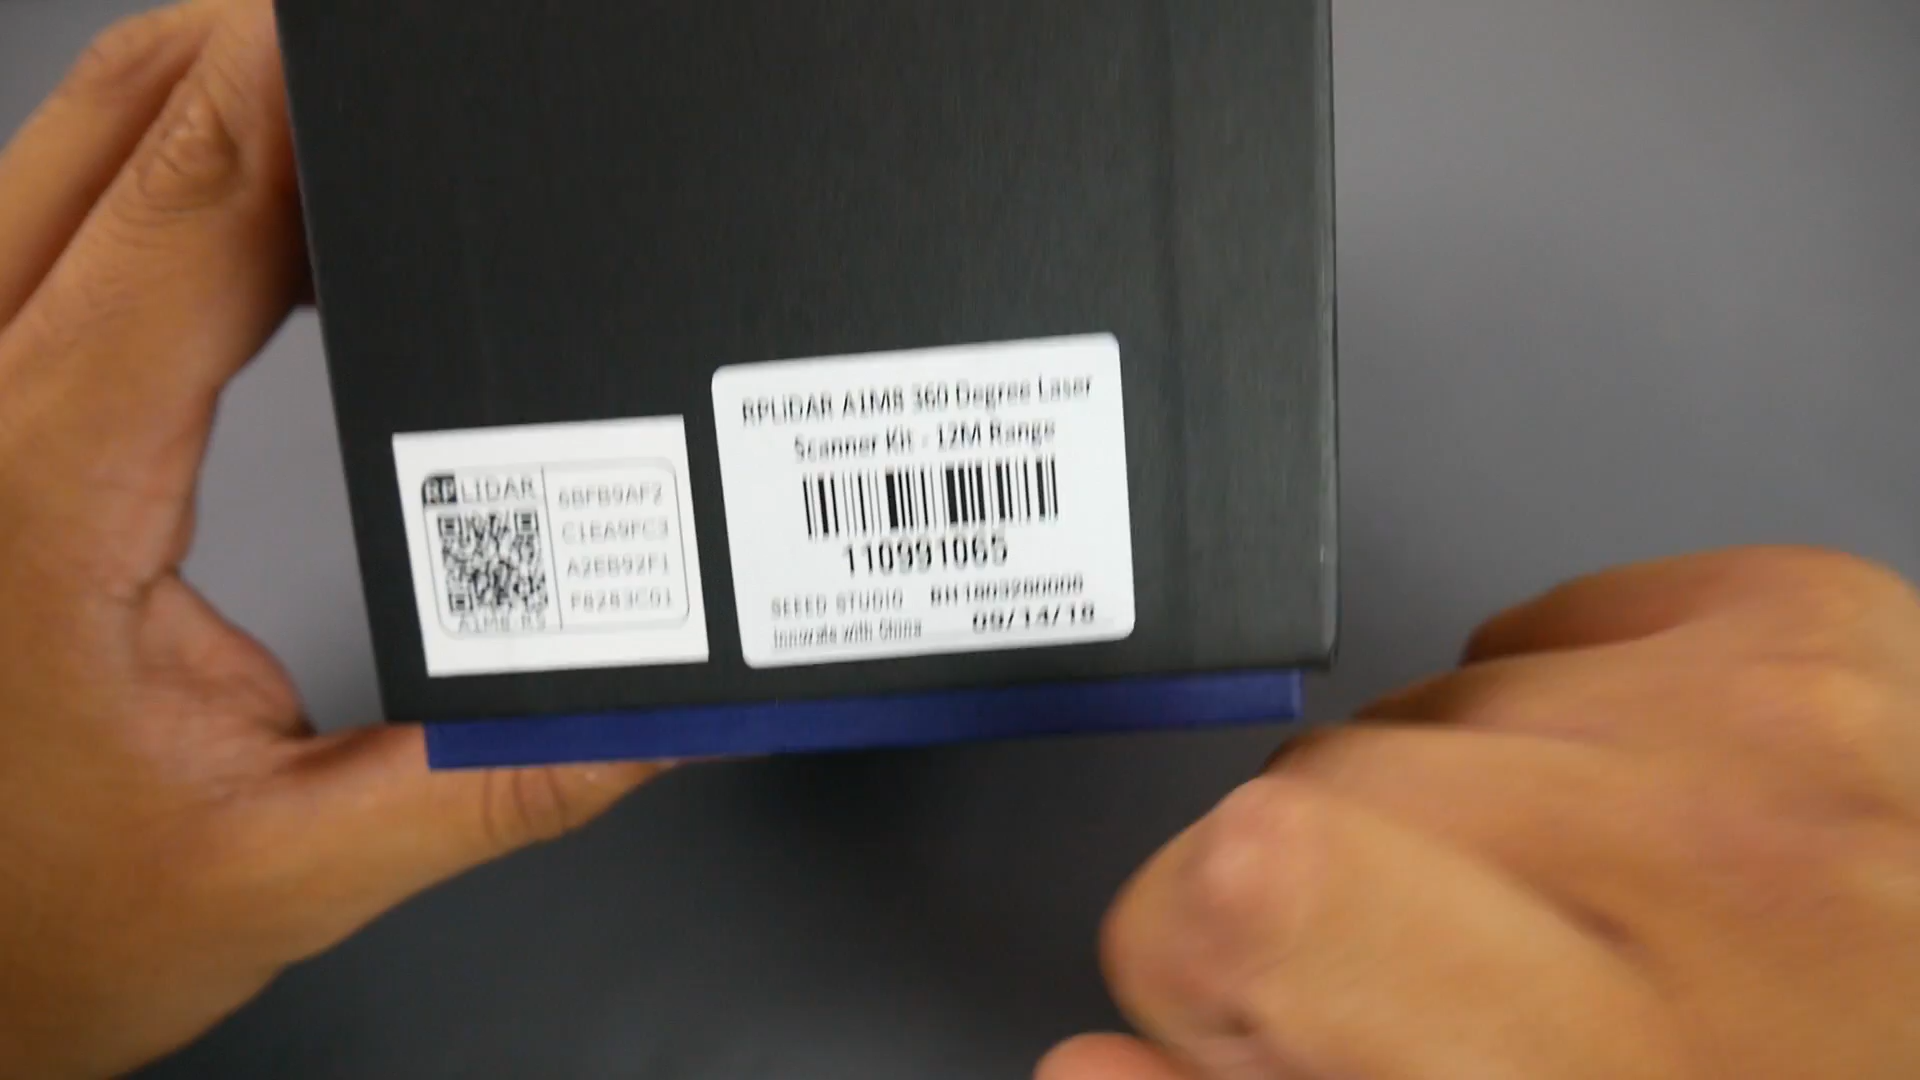 RPLIDAR
6BFB9AF2
C1EA9FC3
A2EB92F1
F8283C01
A1M8-R5
RPLiDAR A1M8 360 Degree Laser
Scanner Kit - 12M Range
110991065
SEEED STUDIO
Innovate with China
09/14/18